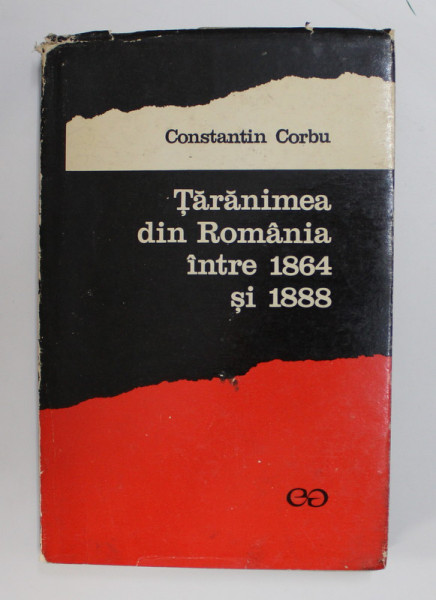 Constantin Corbu
Țărănimea
din România
între 1864
și 1888